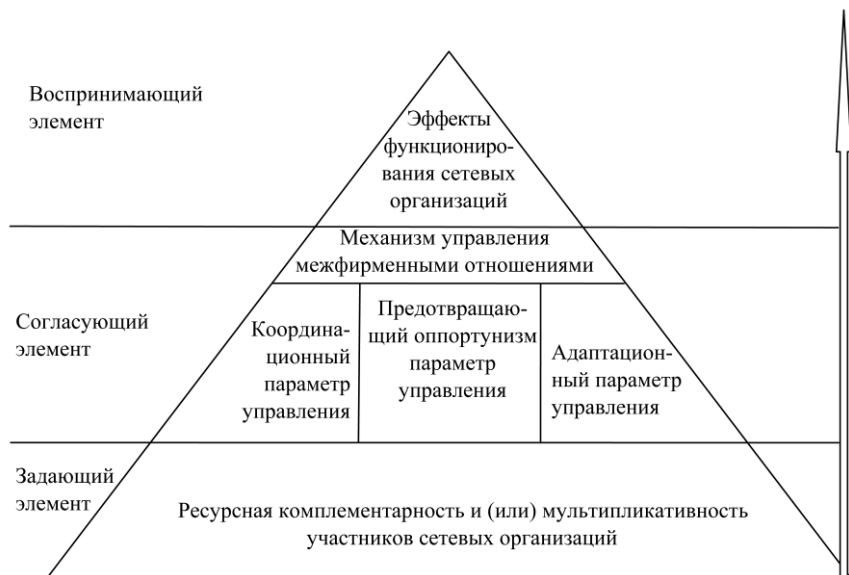 Воспринимающий
элемент
Эффекты
функциониро-
вания сетевых
организаций
Механизм управления
межфирменными отношениями
Согласующий
элемент
Координа-
ционный
параметр
управления
Предотвращаю-
щий оппортунизм
параметр
управления
Адаптацион-
ный параметр
управления
Задающий
элемент
Ресурсная комплементарность и (или) мультипликативность
участников сетевых организаций